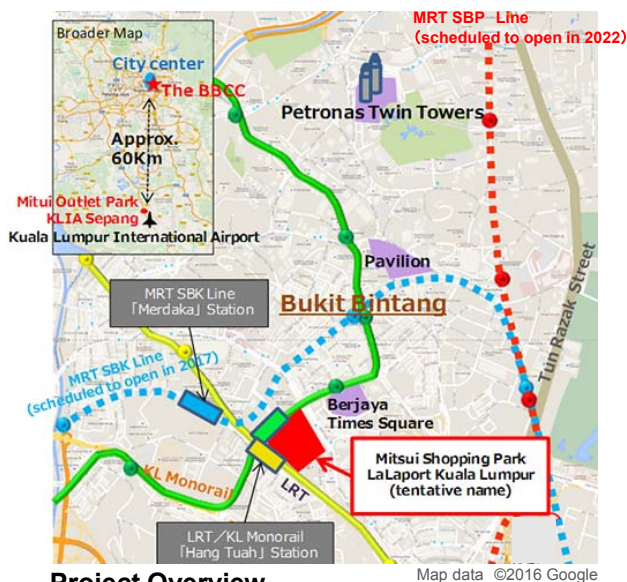 Broader Map
City center
The BBCC
Approx.
60Km
Mitui Outlet Park
KLIA Sepang
Kuala Lumpur International Airport
MRT SBP Line
(scheduled to open in 2022)
Petronas Twin Towers
Pavilion
Tun Razak Street
MRT SBK Line
「Merdaka」 Station
Bukit Bintang
MRT SBK Line
(scheduled to open in 2017)
Berjaya
Times Square
KL Monorail
LRT
Mitsui Shopping Park
LaLaport Kuala Lumpur
(tentative name)
LRT／KL Monorail
「Hang Tuah」 Station
Map data ©2016 Google
Project Overview